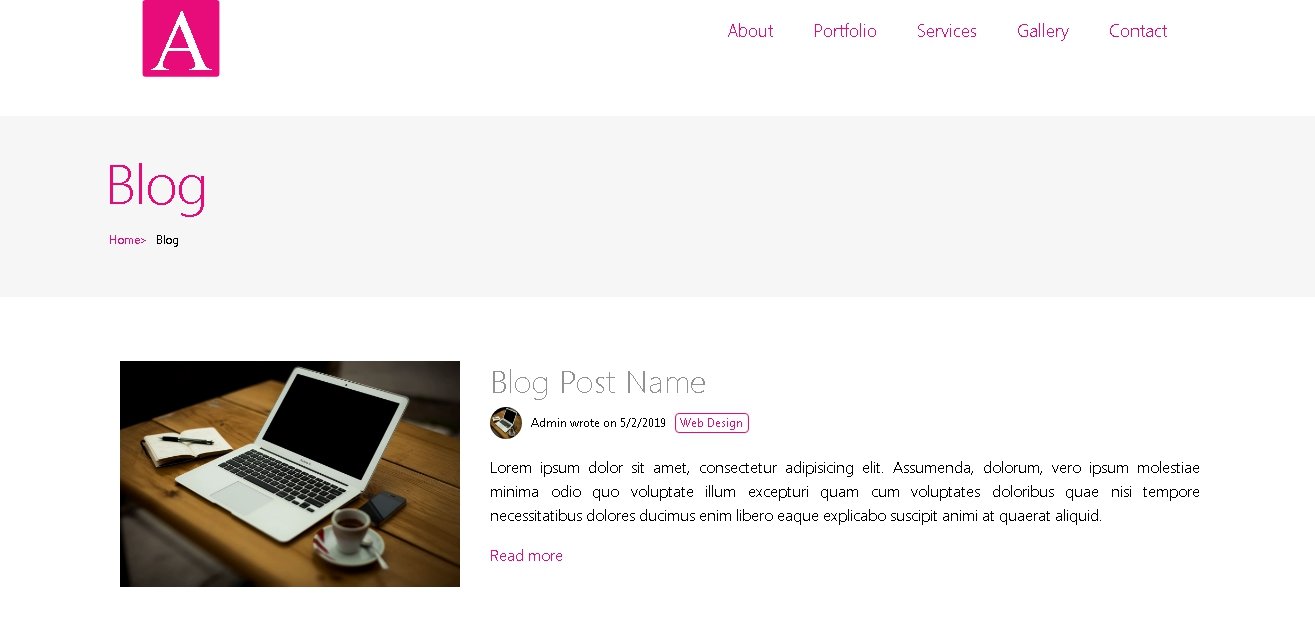 A
About Portfolio Services Gallery Contact
Blog
Home> Blog
Blog Post Name
Admin wrote on 5/2/2019 Web Design
Lorem ipsum dolor sit amet, consectetur adipisicing elit. Assumenda, dolorum, vero ipsum molestiae
minima odio quo voluptate illum excepturi quam cum voluptates doloribus quae nisi tempore
necessitatibus dolores ducimus enim libero eaque explicabo suscipit animi at quaerat aliquid.
Read more